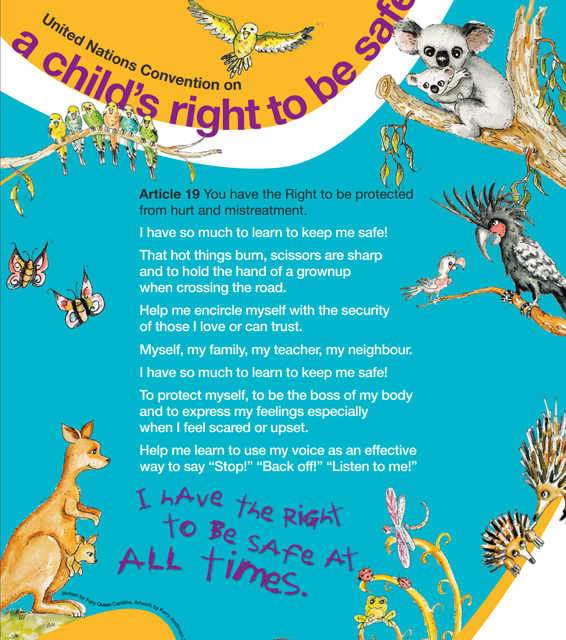 United Nations Convention on
a child's right to be safe
Article 19 You have the Right to be protected
from hurt and mistreatment.
I have so much to learn to keep me safe!
That hot things burn, scissors are sharp
and to hold the hand of a grownup
when crossing the road.
Help me encircle myself with the security
of those I love or can trust.
Myself, my family, my teacher, my neighbour.
I have so much to learn to keep me safe!
To protect myself, to be the boss of my body
and to express my feelings especially
when I feel scared or upset.
Help me learn to use my voice as an effective
way to say “Stop!” “Back off!” “Listen to me!”
I hAve the RigHt
to Be sAfe At
ALL times.
Written by Fairy Queen Caroline. Artwork by